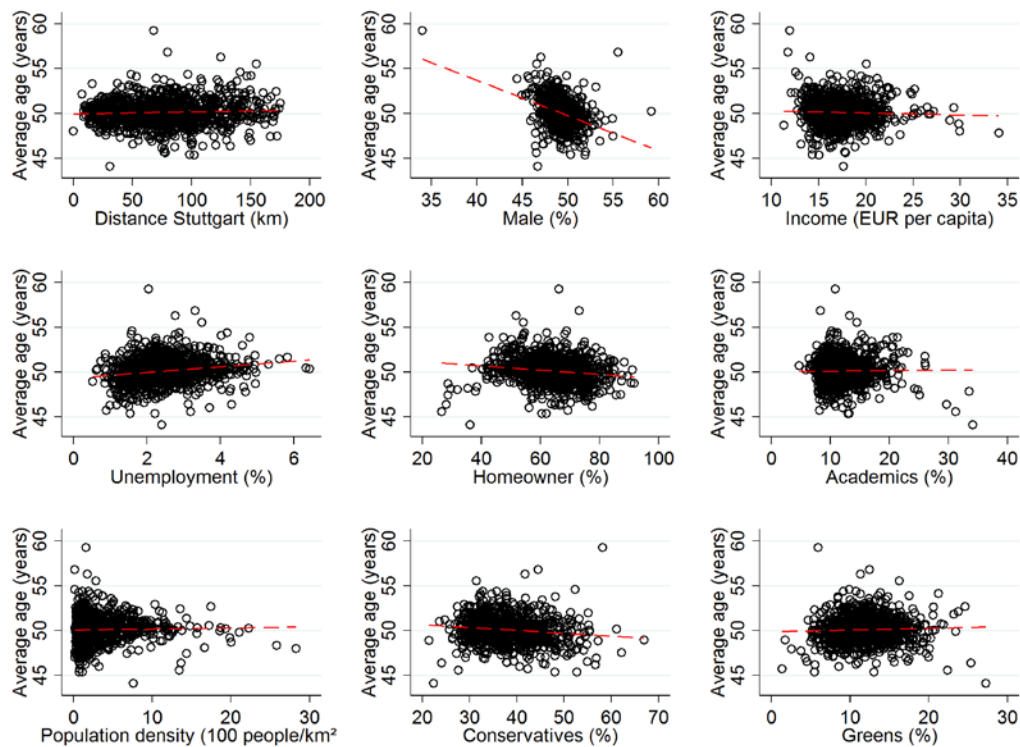 Average age (years)
60
55
50
45
0 50 100 150 200
Distance Stuttgart (km)
Average age (years)
60
55
50
45
35 40 45 50 55 60
Male (%)
Average age (years)
60
55
50
45
10 15 20 25 30 35
Income (EUR per capita)
Average age (years)
60
55
50
45
0 2 4 6
Unemployment (%)
Average age (years)
60
55
50
45
20 40 60 80 100
Homeowner (%)
Average age (years)
60
55
50
45
0 10 20 30 40
Academics (%)
Average age (years)
60
55
50
45
0 10 20 30
Population density (100 people/km²
Average age (years)
60
55
50
45
20 30 40 50 60 70
Conservatives (%)
Average age (years)
60
55
50
45
0 10 20 30
Greens (%)